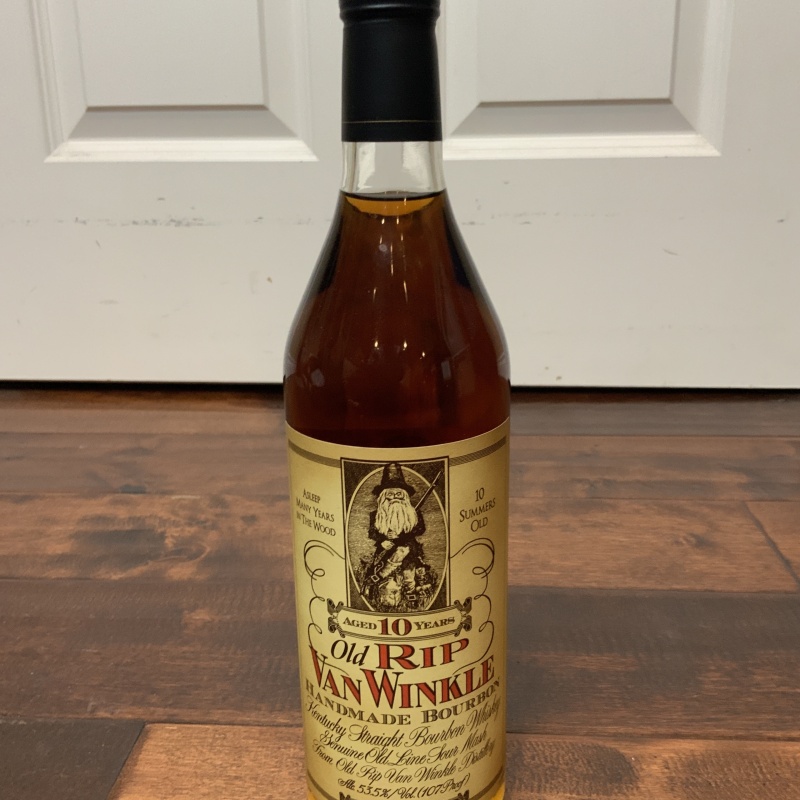 ASLEEP
MANY YEARS
IN THE WOOD
10
SUMMERS
OLD
AGED 10 YEARS
Old RIP
VAN WINKLE
HANDMADE BOURBON
Kentucky Straight Bourbon Whiskey
Genuine Old-Line Sour Mash
From Old Rip Van Winkle Distillery
Alc. 53.5%/Vol. (107 Proof)